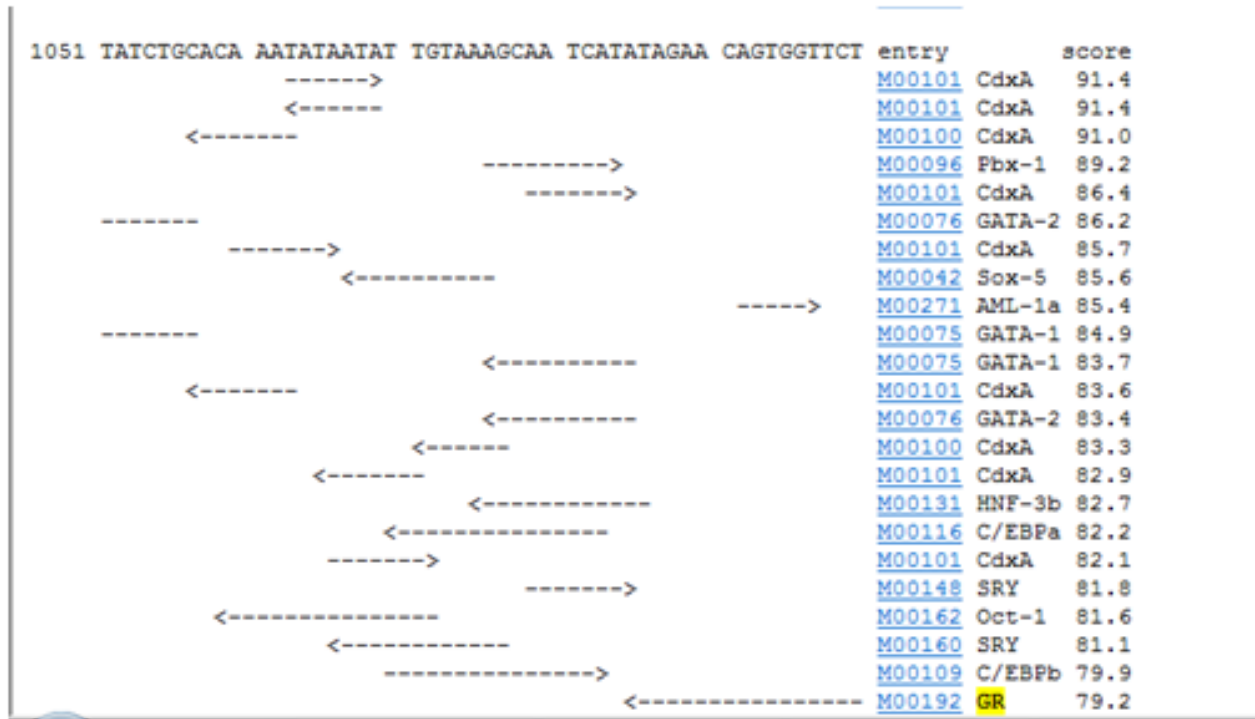 1051 TATCTGCACA AATATAATAT TGTAAAGCAA TCATATAGAA CAGTGGTTCT entry score
------> M00101 CdxA 91.4
<------ M00101 CdxA 91.4
<------- M00100 CdxA 91.0
---------> M00096 Pbx-1 89.2
-------> M00101 CdxA 86.4
------- M00076 GATA-2 86.2
-------> M00101 CdxA 85.7
<---------- M00042 Sox-5 85.6
-----> M00271 AML-1a 85.4
------- M00075 GATA-1 84.9
<---------- M00075 GATA-1 83.7
<------- M00101 CdxA 83.6
<---------- M00076 GATA-2 83.4
<------ M00100 CdxA 83.3
<------- M00101 CdxA 82.9
<------------ M00131 HNF-3b 82.7
<--------------- M00116 C/EBPa 82.2
-------> M00101 CdxA 82.1
-------> M00148 SRY 81.8
<--------------- M00162 Oct-1 81.6
<------------ M00160 SRY 81.1
---------------> M00109 C/EBPb 79.9
<---------------- M00192 GR 79.2